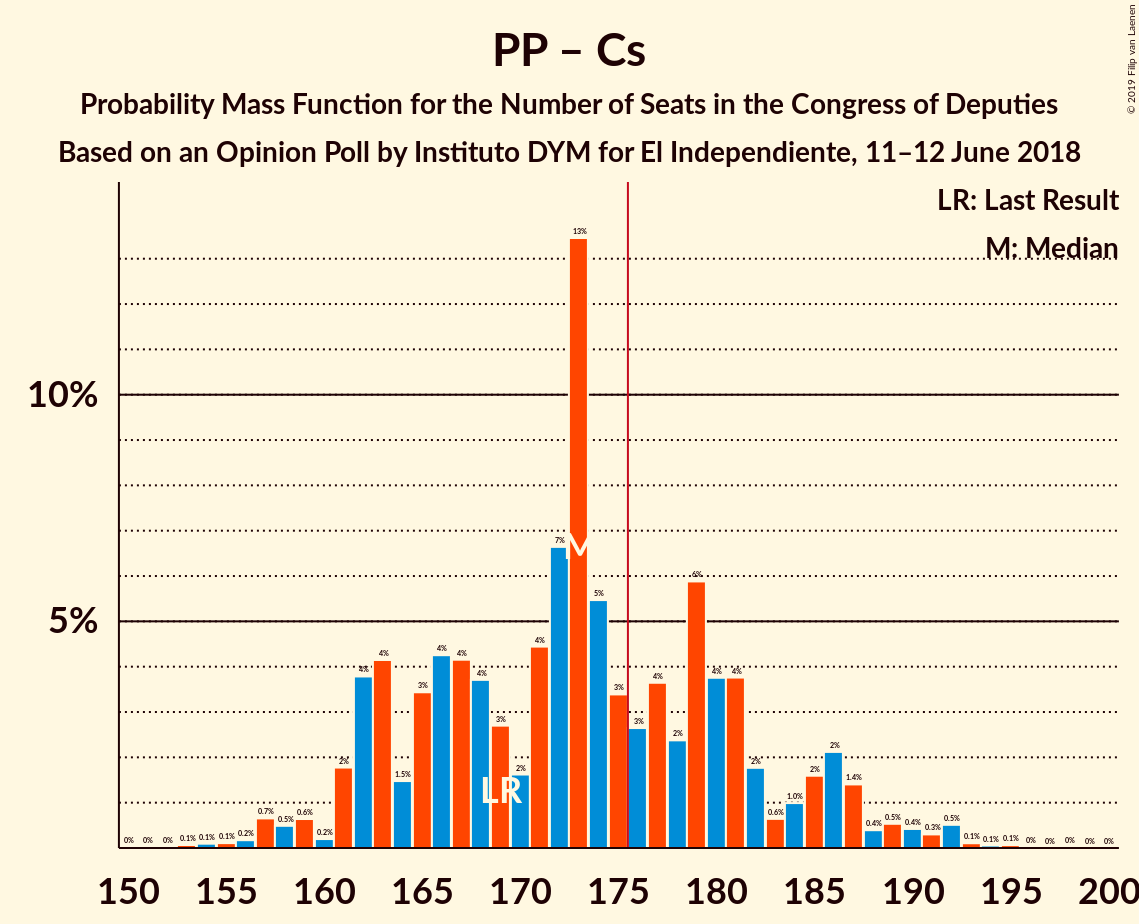 PP – Cs
Probability Mass Function for the Number of Seats in the Congress of Deputies
Based on an Opinion Poll by Instituto DYM for El Independiente, 11–12 June 2018
© 2019 Filip van Laenen
LR: Last Result
M: Median
10%
5%
0% 0% 0% 0.1% 0.1% 0.1% 0.2% 0.7% 0.5% 0.6% 0.2% 2% 4% 4% 1.5% 3% 4% 4% 4% 3% 2% 4% 7% 13% 5% 3% 3% 4% 2% 6% 4% 4% 2% 0.6% 1.0% 2% 2% 1.4% 0.4% 0.5% 0.4% 0.3% 0.5% 0.1% 0.1% 0.1% 0% 0% 0% 0% 0%
M
LR
150 155 160 165 170 175 180 185 190 195 200